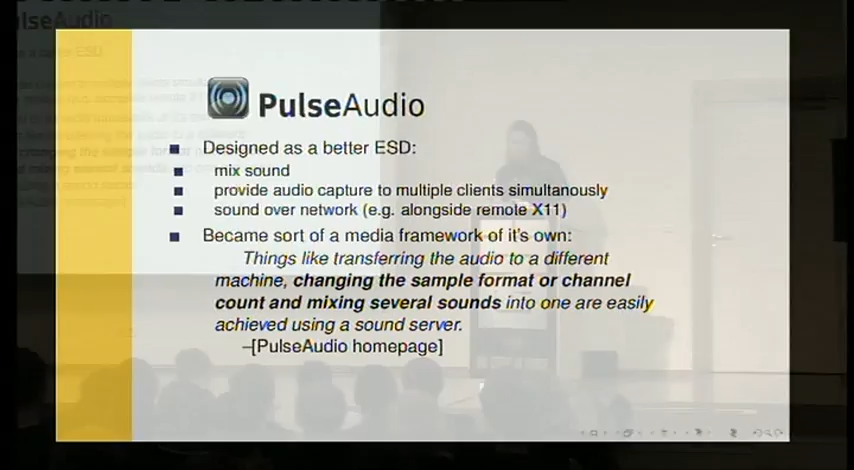 PulseAudio
Designed as a better ESD:
mix sound
provide audio capture to multiple clients simultanously
sound over network (e.g. alongside remote X11)
Became sort of a media framework of it's own:
Things like transferring the audio to a different
machine, changing the sample format or channel
count and mixing several sounds into one are easily
achieved using a sound server.
–[PulseAudio homepage]